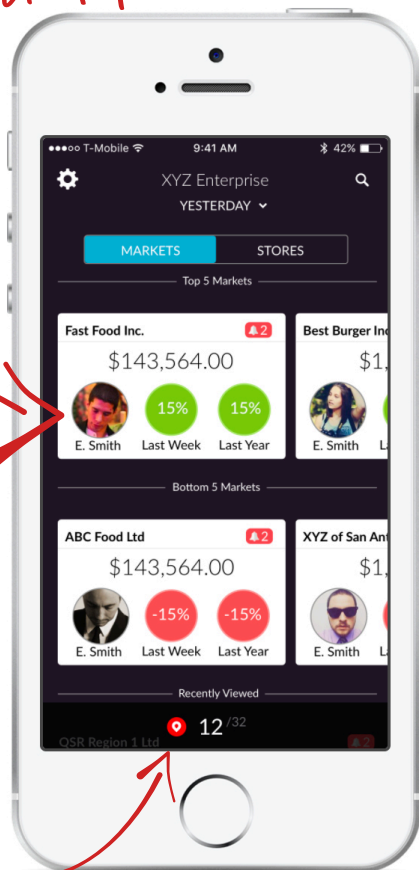 T-Mobile 9:41 AM 42%
XYZ Enterprise
YESTERDAY
MARKETS STORES
Top 5 Markets
Fast Food Inc. 2 Best Burger Inc
$143,564.00 $1,
15% 15%
E. Smith Last Week Last Year E. Smith L
Bottom 5 Markets
ABC Food Ltd 2 XYZ of San Ant
$143,564.00 $1,
-15% -15%
E. Smith Last Week Last Year E. Smith L
Recently Viewed
12 /32
QSR Region 1 Ltd 2